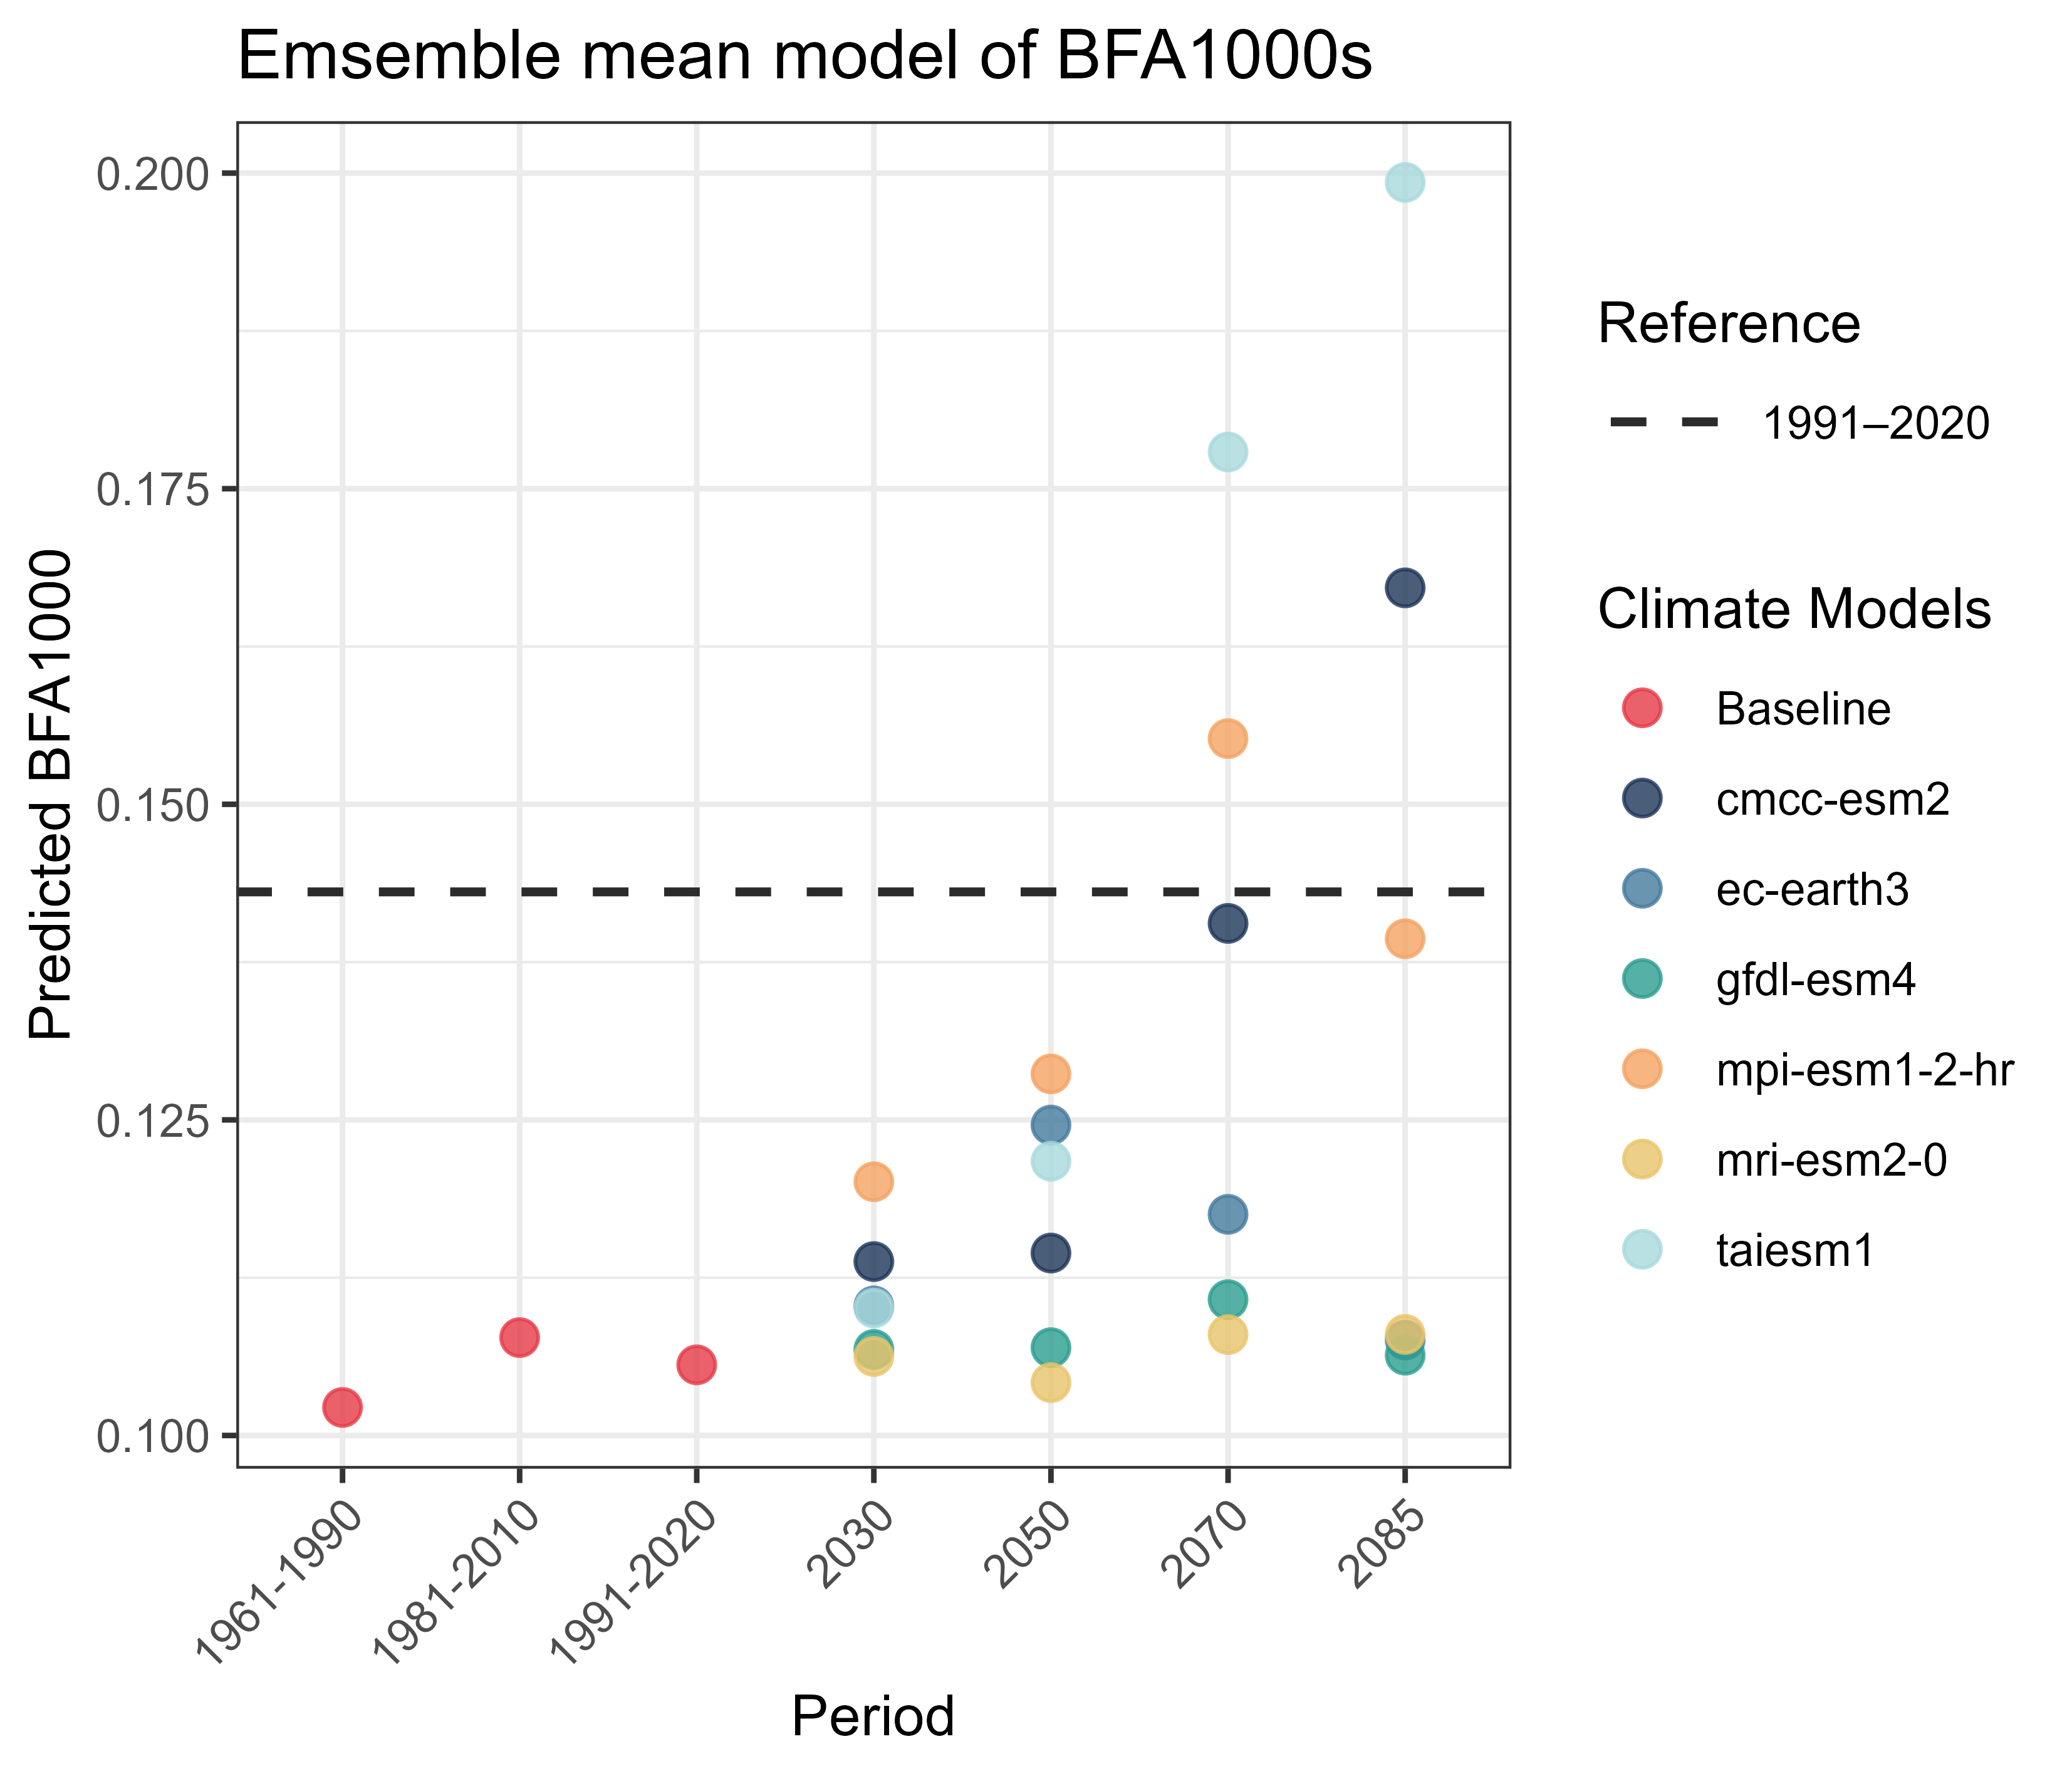 Emsemble mean model of BFA1000s
Predicted BFA1000
0.200
0.175
0.150
0.125
0.100
1961-1990
1981-2010
1991-2020
2030
2050
2070
2085
Period
Reference
1991–2020
Climate Models
Baseline
cmcc-esm2
ec-earth3
gfdl-esm4
mpi-esm1-2-hr
mri-esm2-0
taiesm1